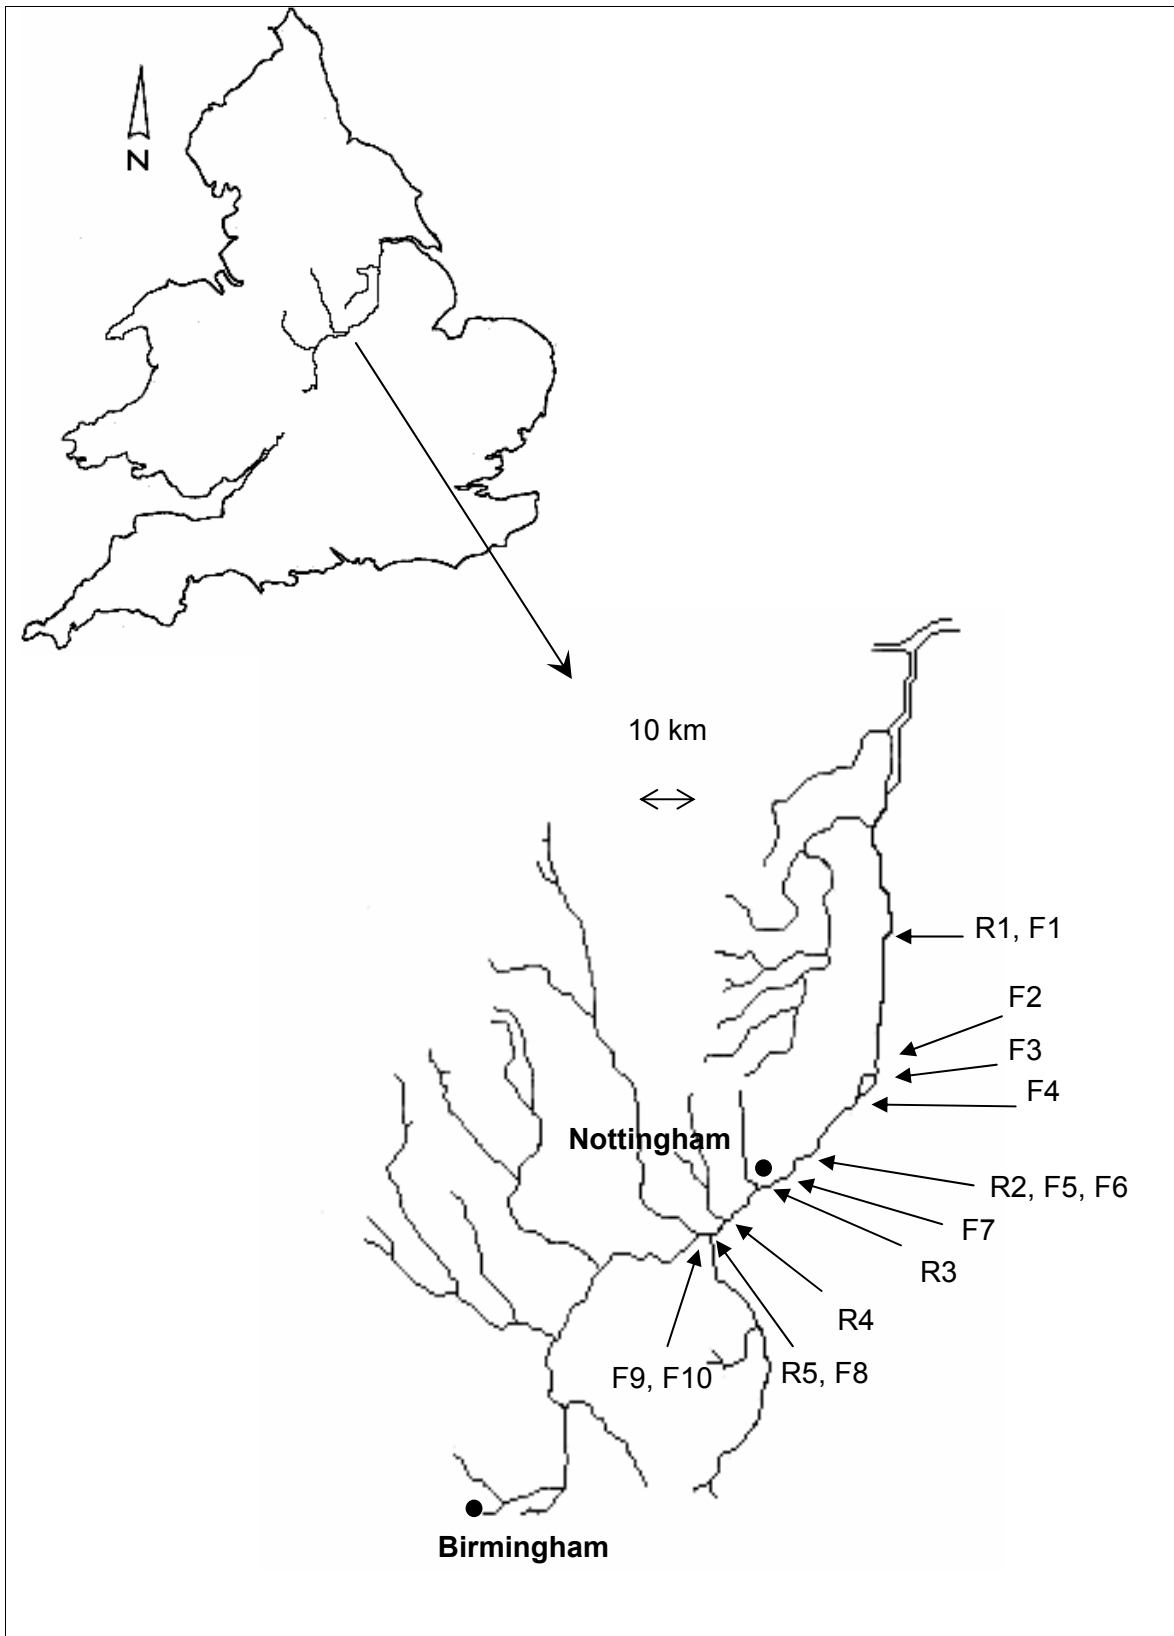 N
10 km
R1, F1
F2
F3
F4
Nottingham
R2, F5, F6
F7
R3
R4
F9, F10
R5, F8
Birmingham